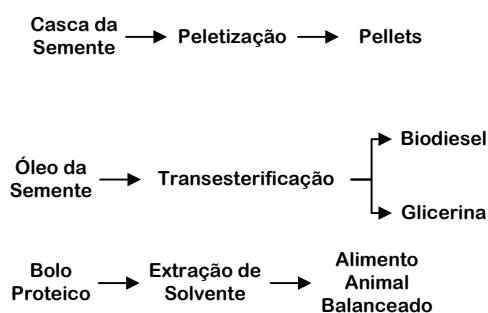 Casca da
Semente
Peletização
Pellets
Óleo da
Semente
Transesterificação
Biodiesel
Glicerina
Bolo
Proteico
Extração de
Solvente
Alimento
Animal
Balanceado